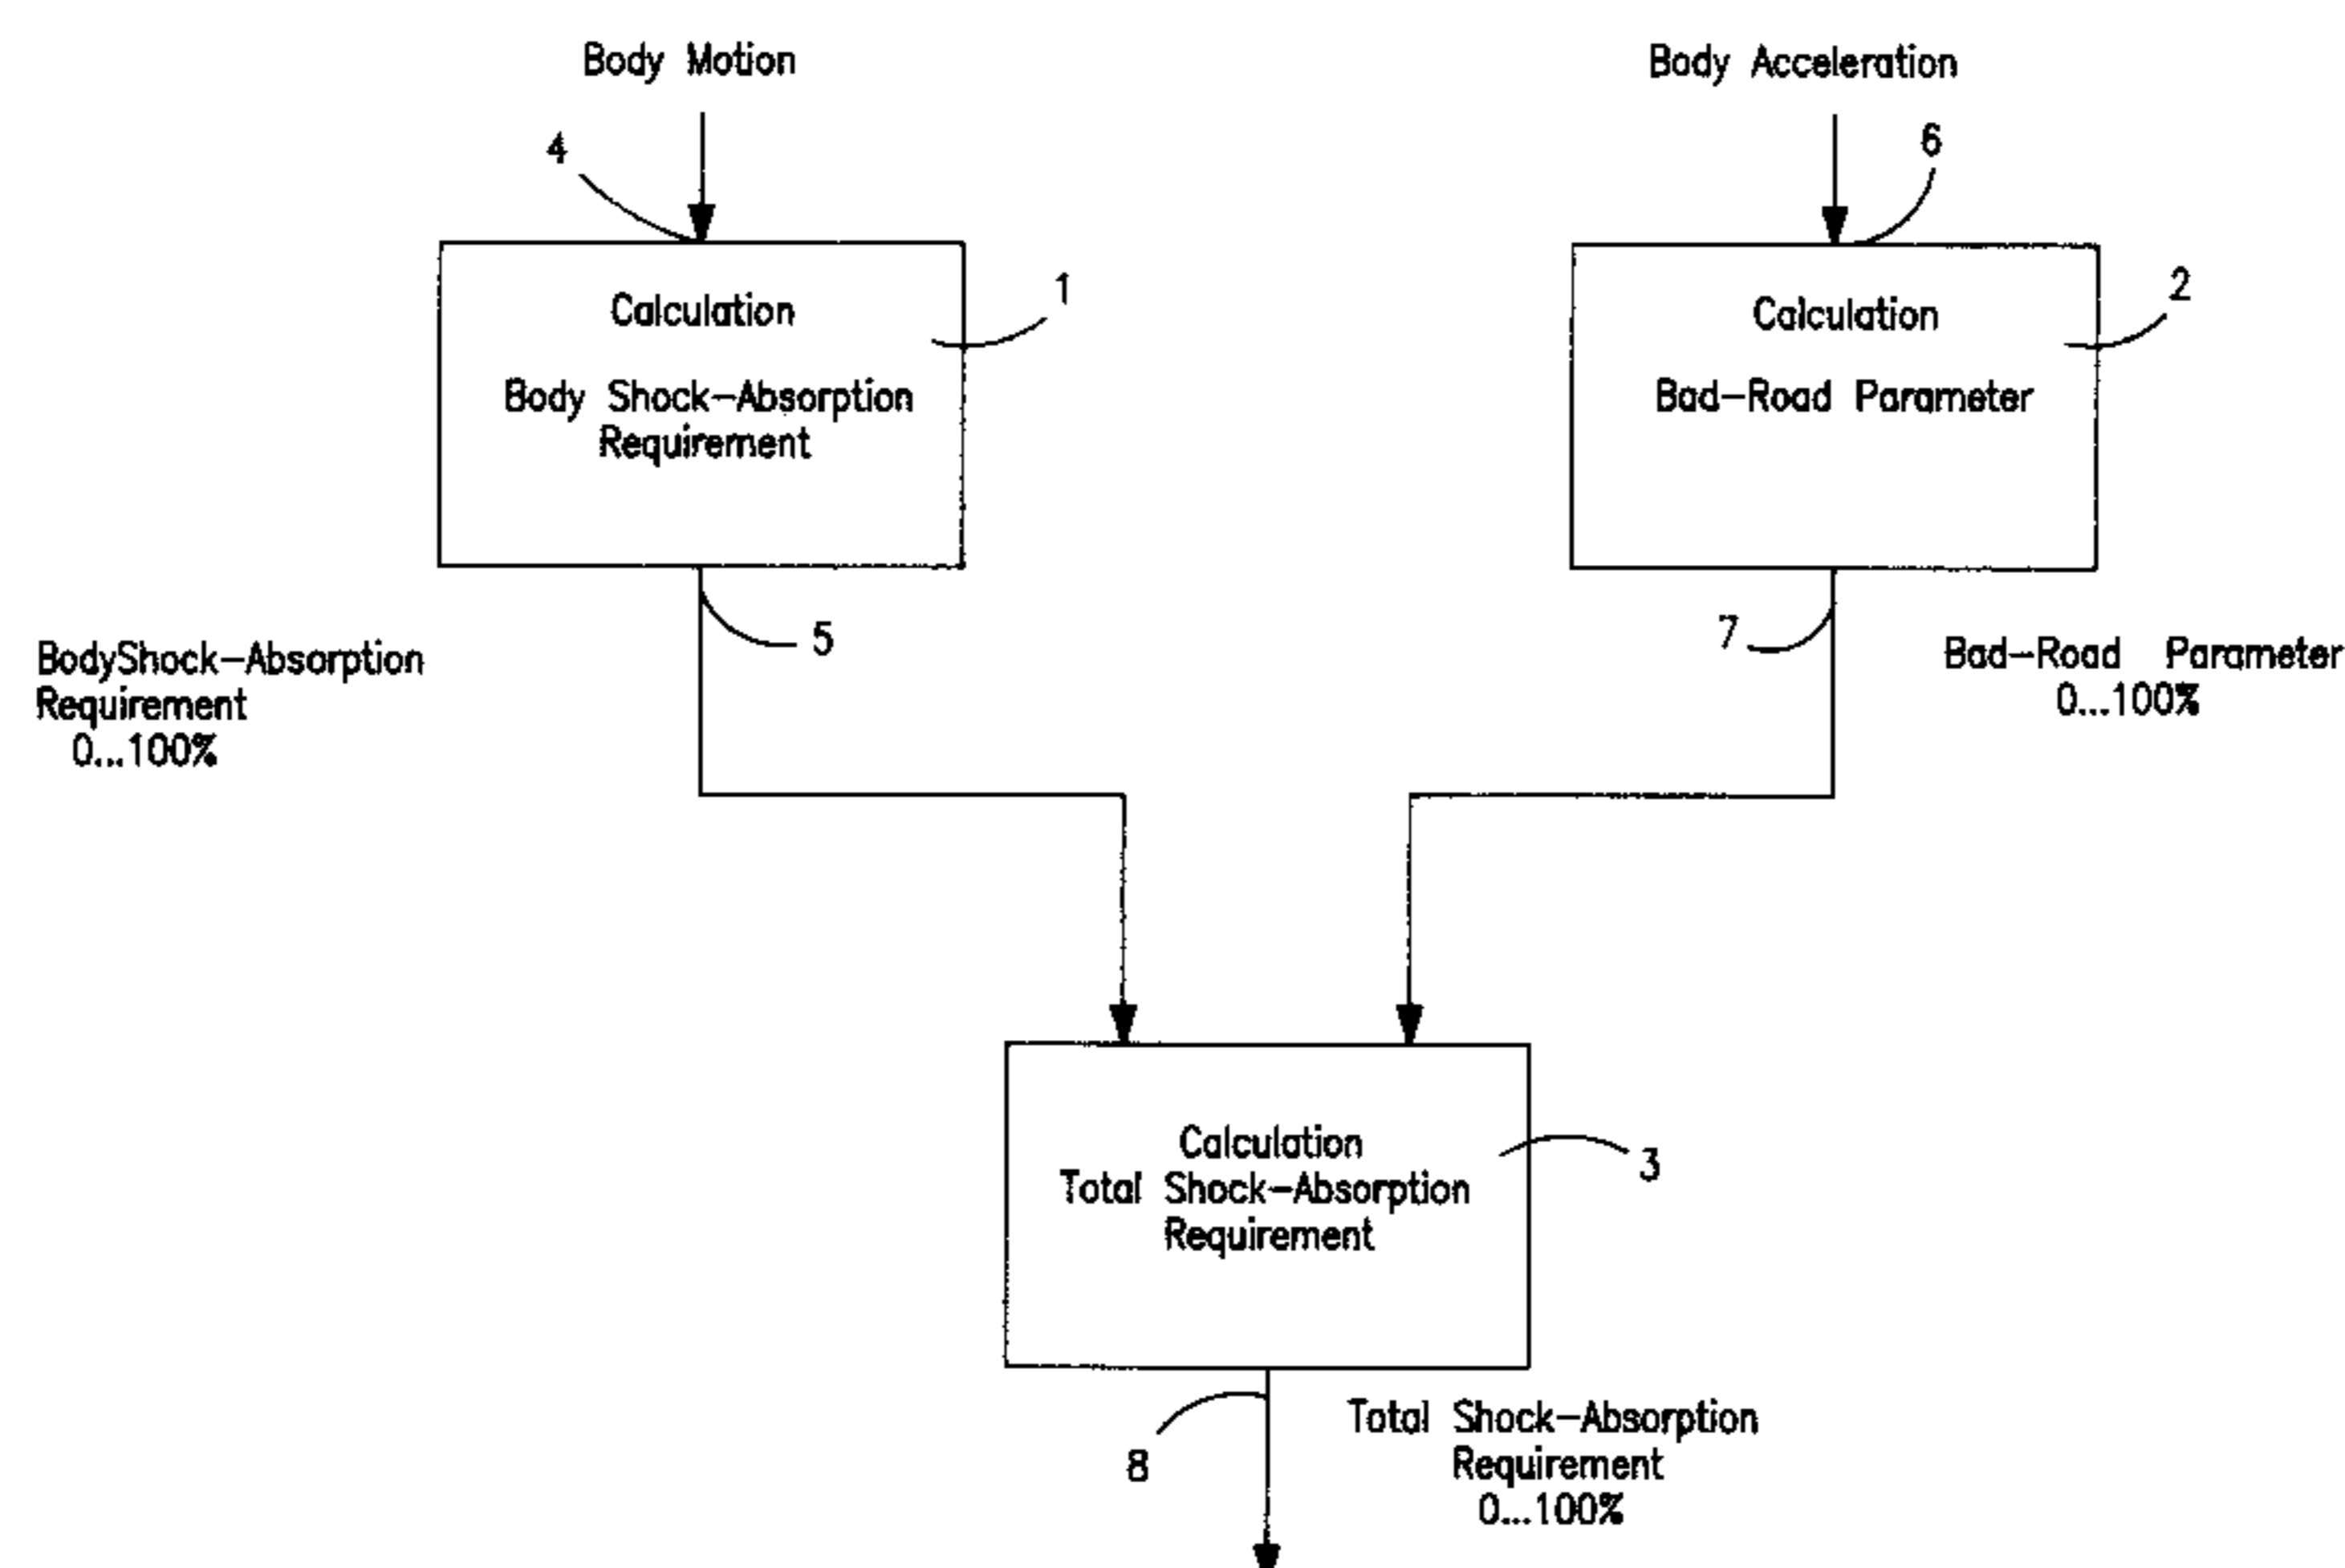 Body Motion
Body Acceleration
4
6
Calculation
Body Shock-Absorption
Requirement
1
Calculation
Bad-Road Parameter
2
5
7
BodyShock-Absorption
Requirement
0...100%
Bad-Road Parameter
0...100%
Calculation
Total Shock-Absorption
Requirement
3
8
Total Shock-Absorption
Requirement
0...100%